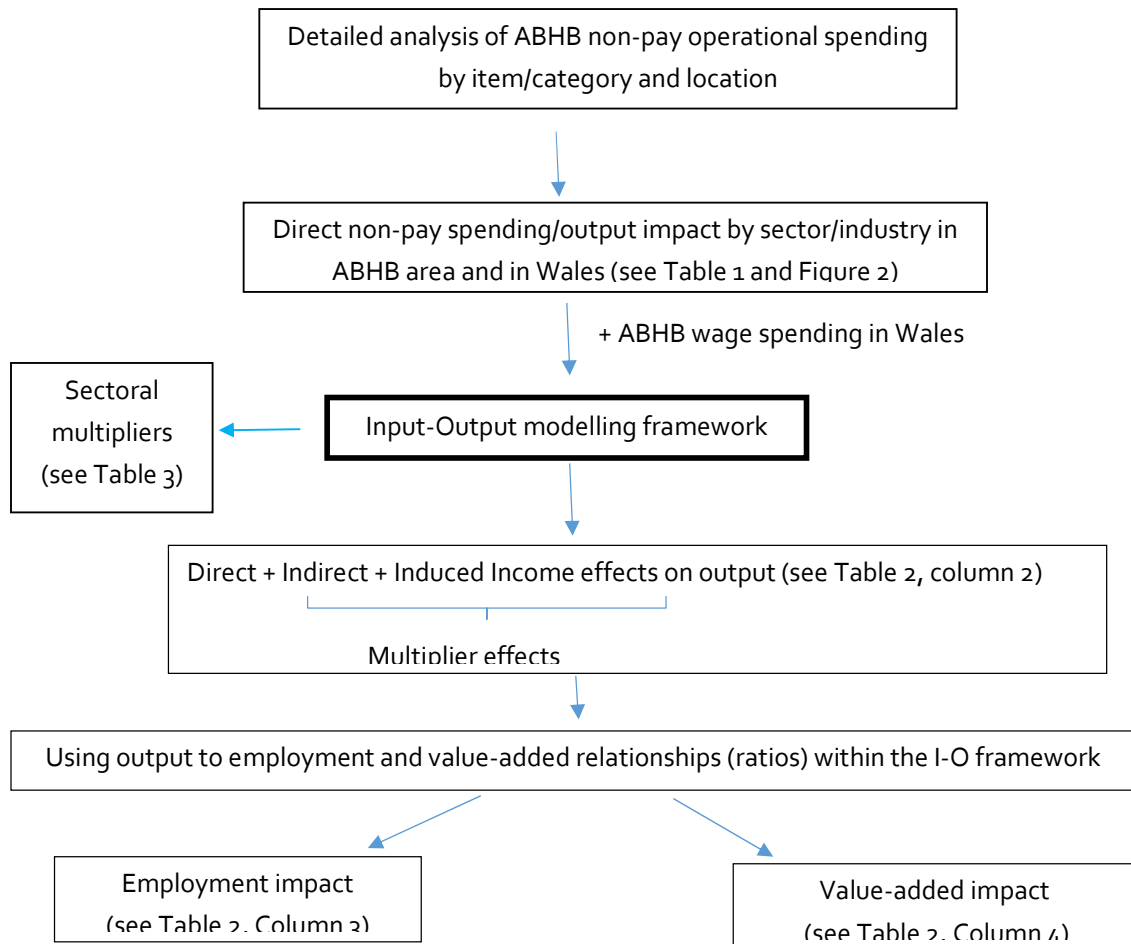 Detailed analysis of ABHB non-pay operational spending
by item/category and location
Direct non-pay spending/output impact by sector/industry in
ABHB area and in Wales (see Table 1 and Figure 2)
+ ABHB wage spending in Wales
Sectoral
multipliers
(see Table 3)
Input-Output modelling framework
Direct + Indirect + Induced Income effects on output (see Table 2, column 2)
Multiplier effects
Using output to employment and value-added relationships (ratios) within the I-O framework
Employment impact
(see Table 2, Column 3)
Value-added impact
(see Table 2, Column 4)